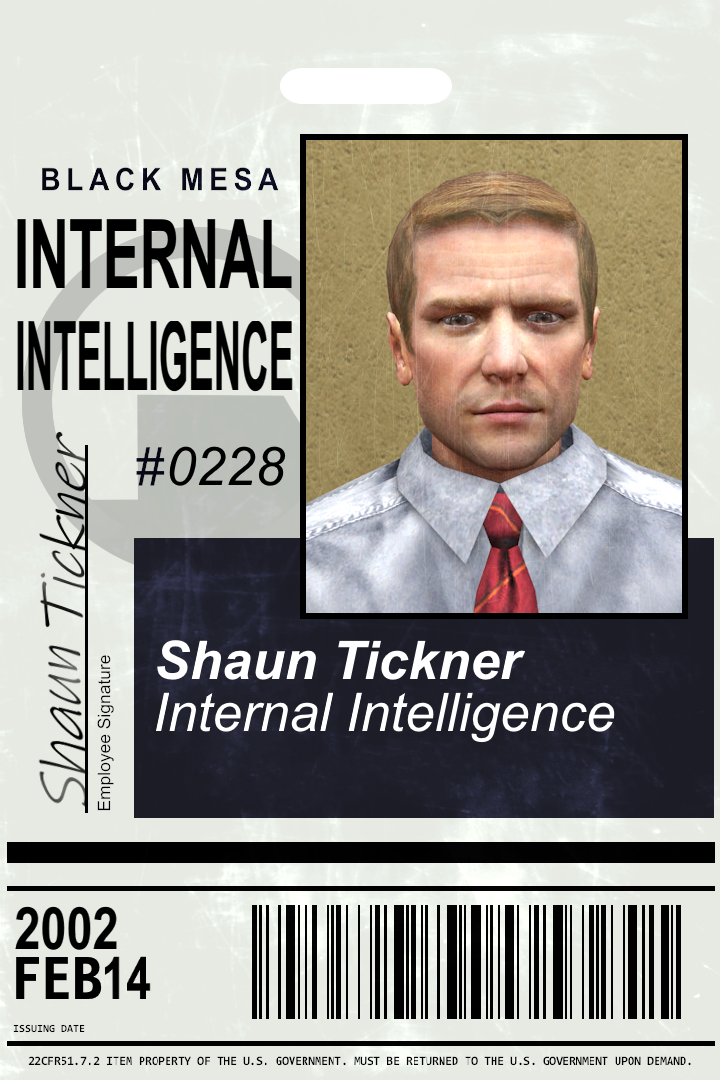 BLACK MESA
INTERNAL
INTELLIGENCE
#0228
Shaun Tickner
Employee Signature
Shaun Tickner
Internal Intelligence
2002
FEB14
ISSUING DATE
22CFR51.7.2 ITEM PROPERTY OF THE U.S. GOVERNMENT. MUST BE RETURNED TO THE U.S. GOVERNMENT UPON DEMAND.